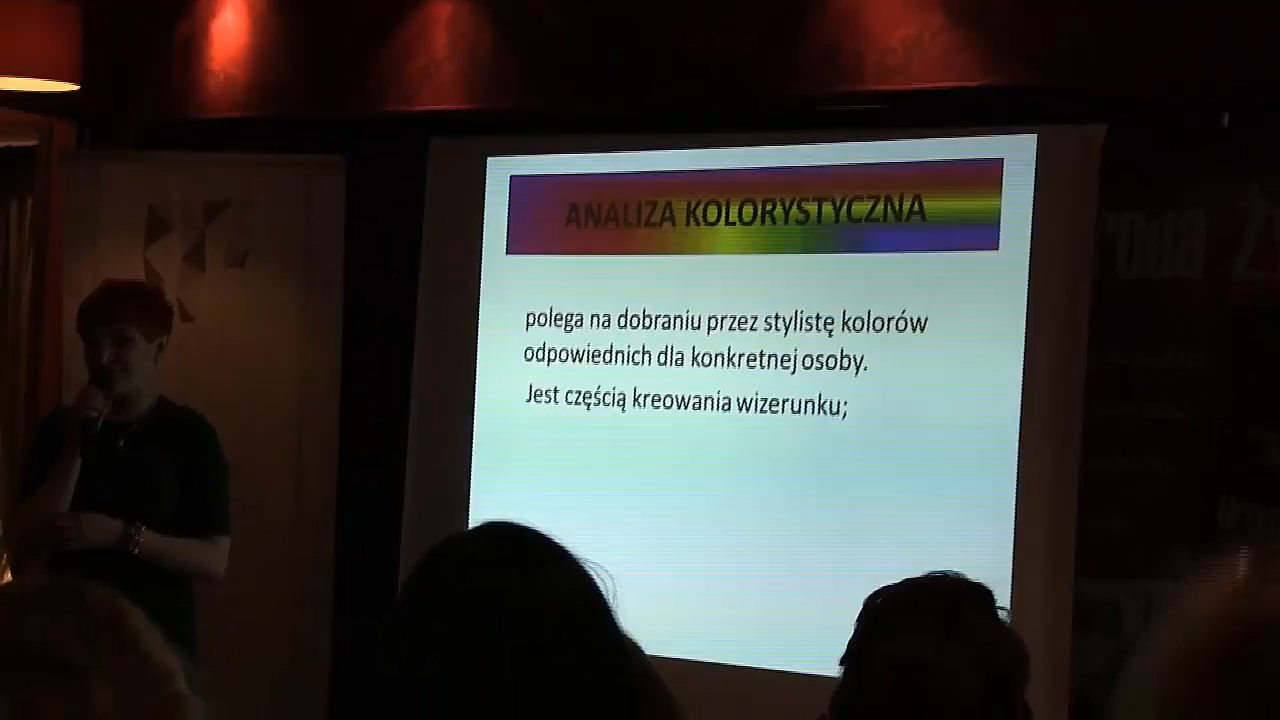 ANALIZA KOLORYSTYCZNA
polega na dobraniu przez stylistę kolorów
odpowiednich dla konkretnej osoby.
Jest częścią kreowania wizerunku;